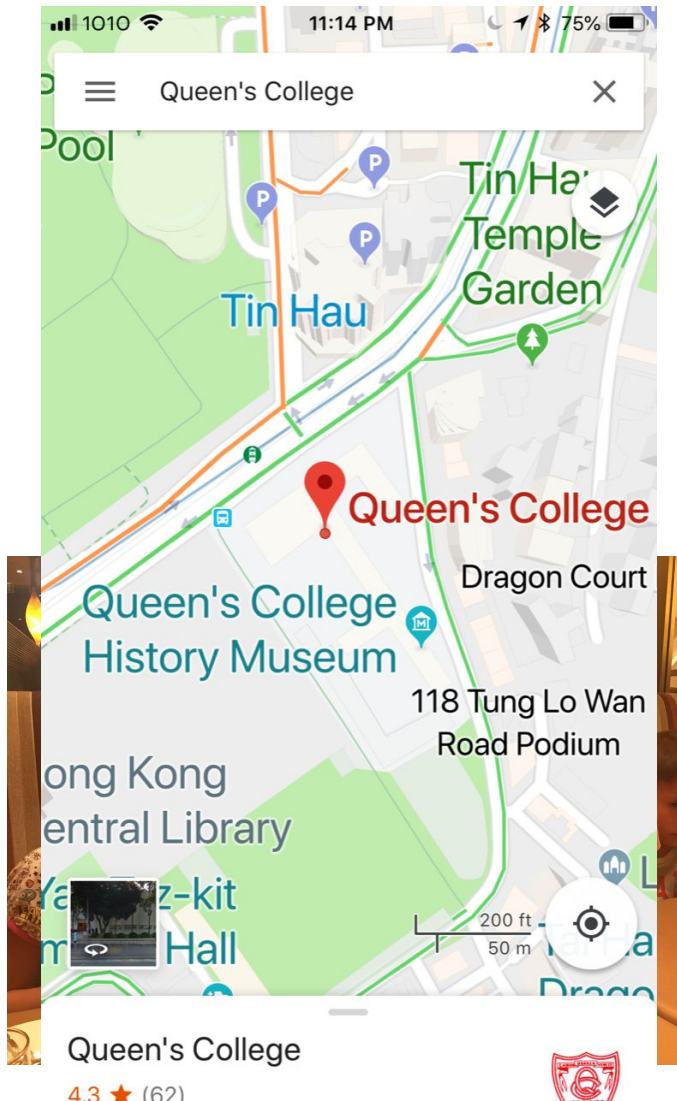 1010
11:14 PM
75%
Queen's College
Pool
P
P
P
Tin Hau
Temple
Garden
Tin Hau
Queen's College
Dragon Court
Queen's College
History Museum
M
118 Tung Lo Wan
Road Podium
ong Kong
entral Library
z-kit
Hall
200 ft
50 m
Queen's College
4.3 ★ (62)